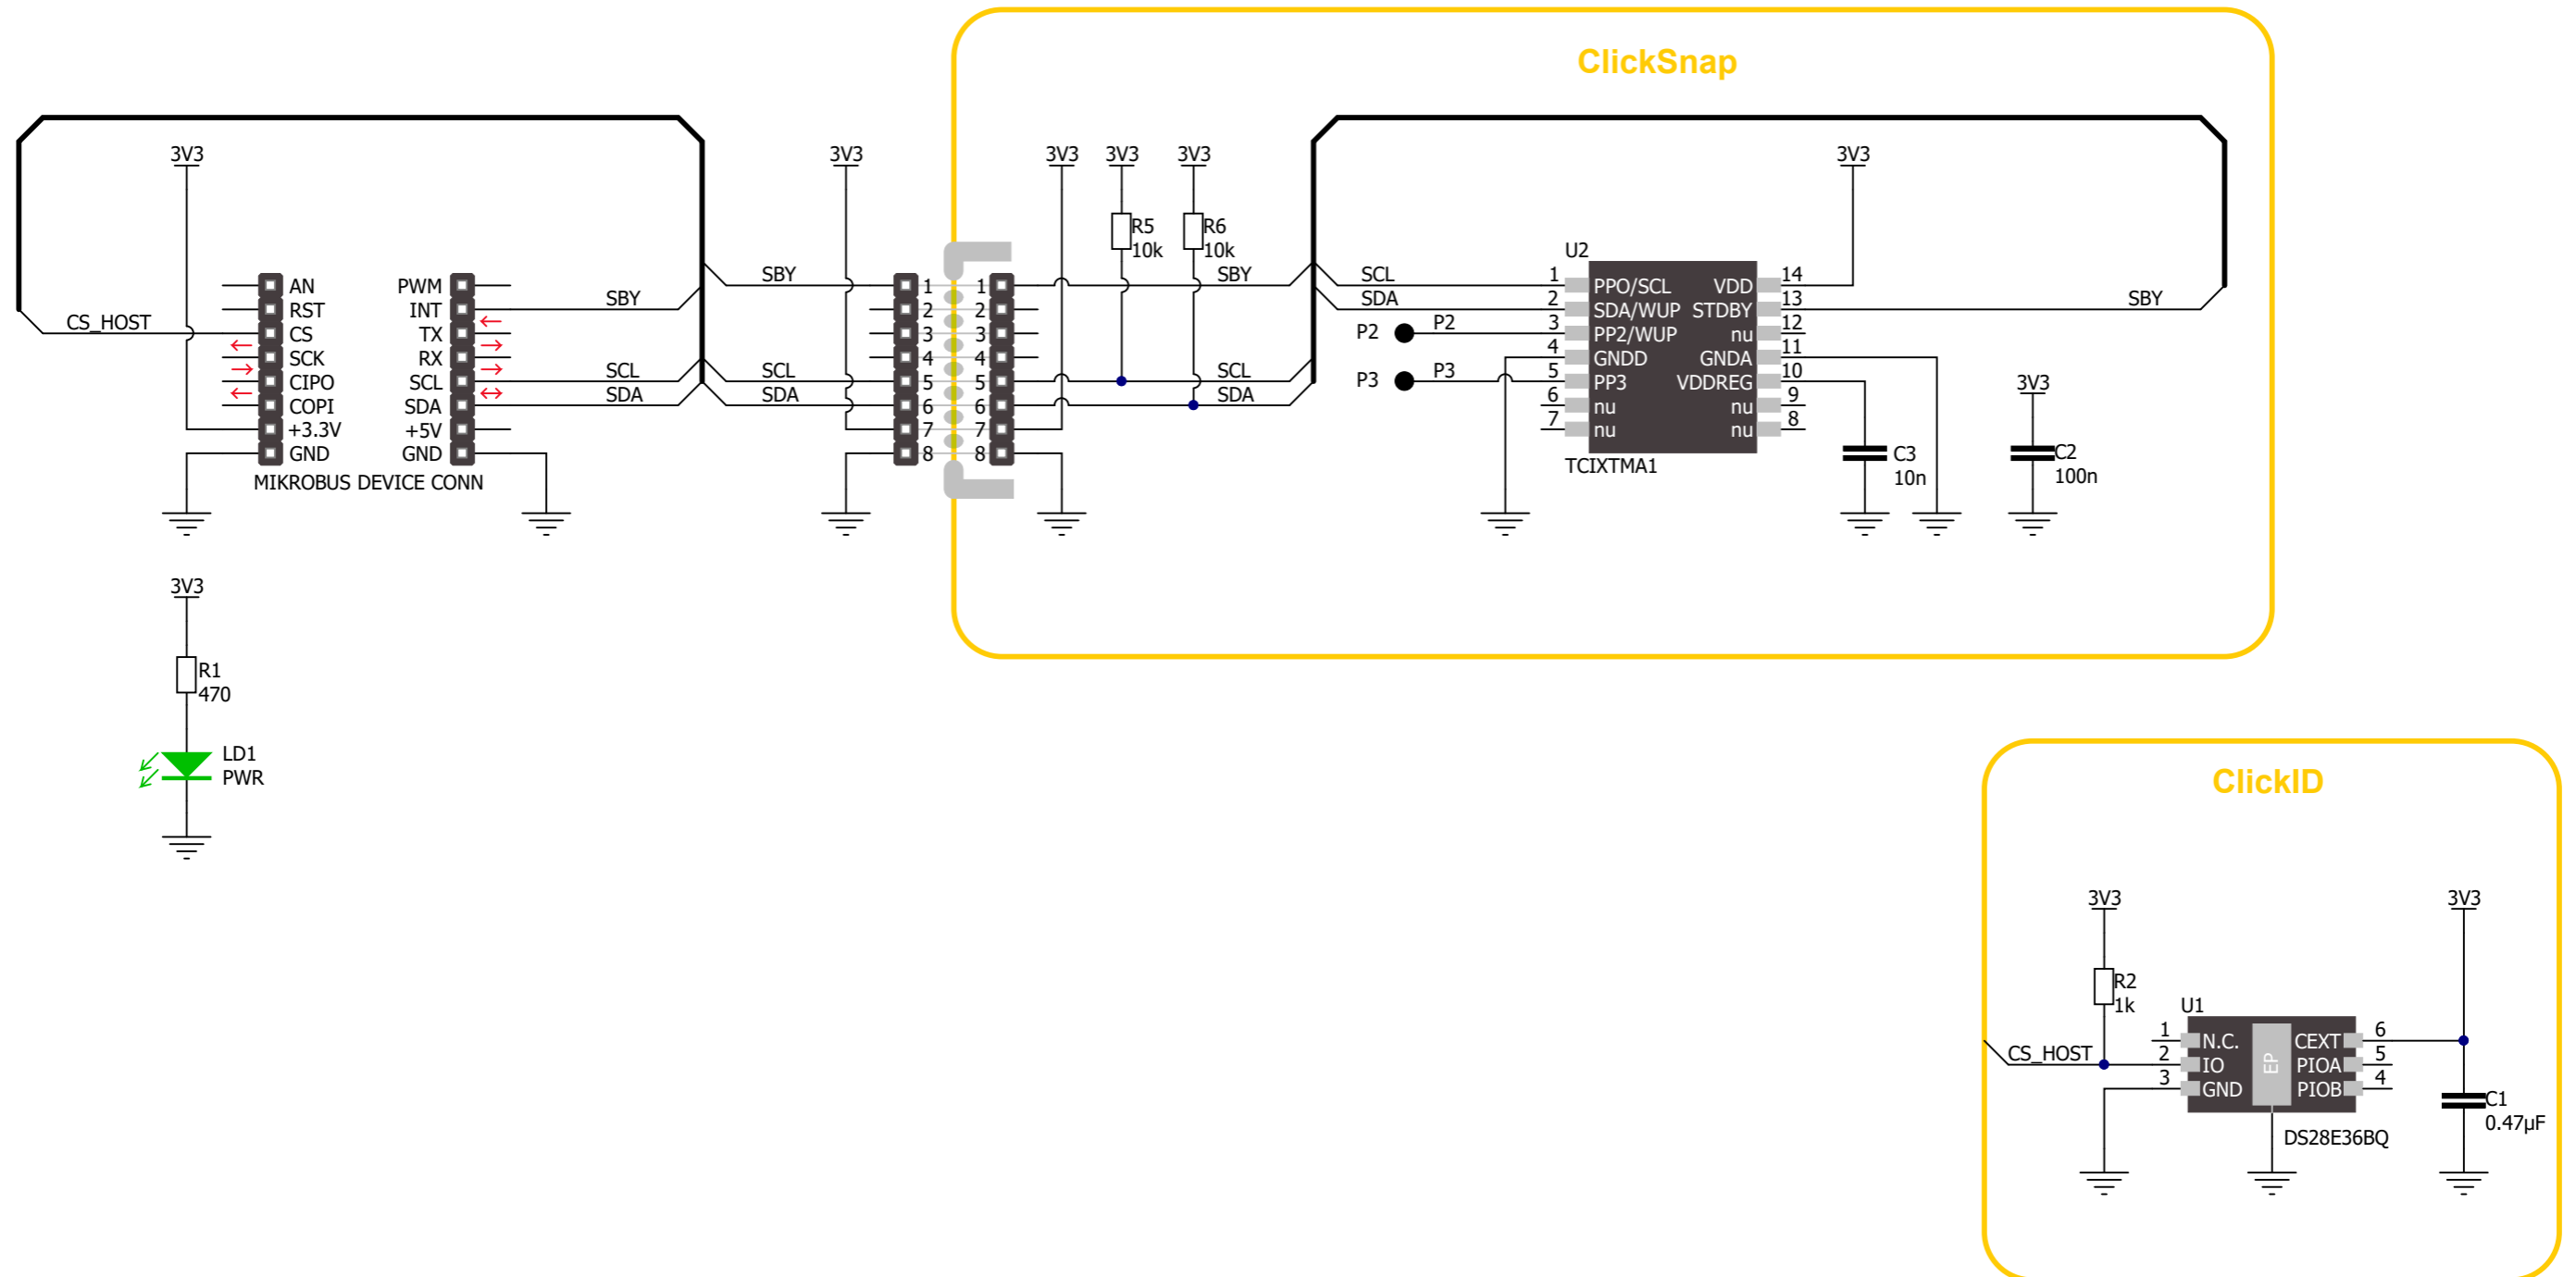 ClickSnap
3V3
3V3
3V3
3V3
3V3
3V3
R5
10k
R6
10k
AN
RST
CS
SCK
CIPO
COPI
+3.3V
GND
PWM
INT
TX
RX
SCL
SDA
+5V
GND
MIKROBUS DEVICE CONN
CS_HOST
SBY
SCL
SDA
SBY
SCL
SDA
1
2
3
4
5
6
7
8
1
2
3
4
5
6
7
8
SBY
SCL
SDA
SCL
SDA
P2
P2
P3
P3
U2
1
2
3
4
5
6
7
PPO/SCL
SDA/WUP
PP2/WUP
GNDD
PP3
nu
nu
VDD
STDBY
nu
GNDA
VDDREG
nu
nu
14
13
12
11
10
9
8
TCIXTMA1
SBY
C3
10n
3V3
C2
100n
3V3
R1
470
LD1
PWR
ClickID
3V3
3V3
R2
1k
U1
CS_HOST
1
2
3
N.C.
IO
GND
EP
CEXT
PIOA
PIOB
6
5
4
DS28E36BQ
C1
0.47µF